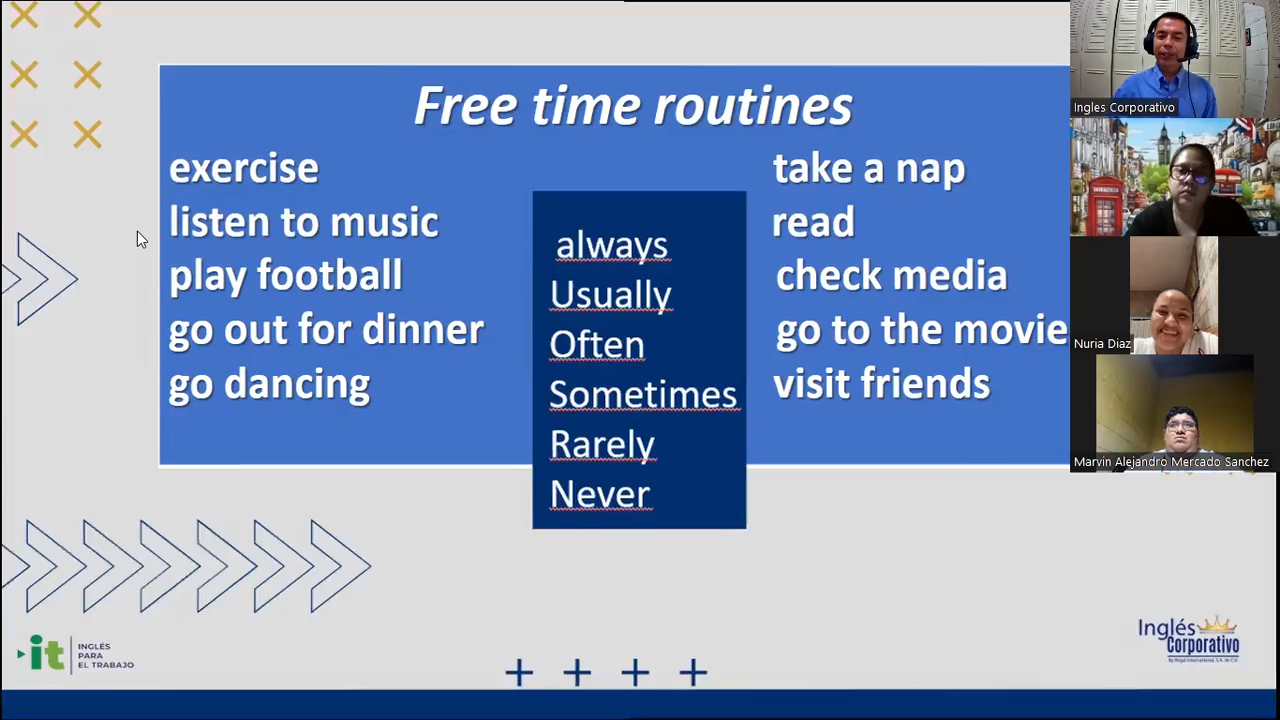 Free time routines
exercise
listen to music
play football
go out for dinner
go dancing
always
Usually
Often
Sometimes
Rarely
Never
take a nap
read
check media
go to the movie
visit friends
Ingles Corporativo
Nuria Diaz
Marvin Alejandro Mercado Sanchez
it
INGLÉS
PARA
EL TRABAJO
Inglés
Corporativo